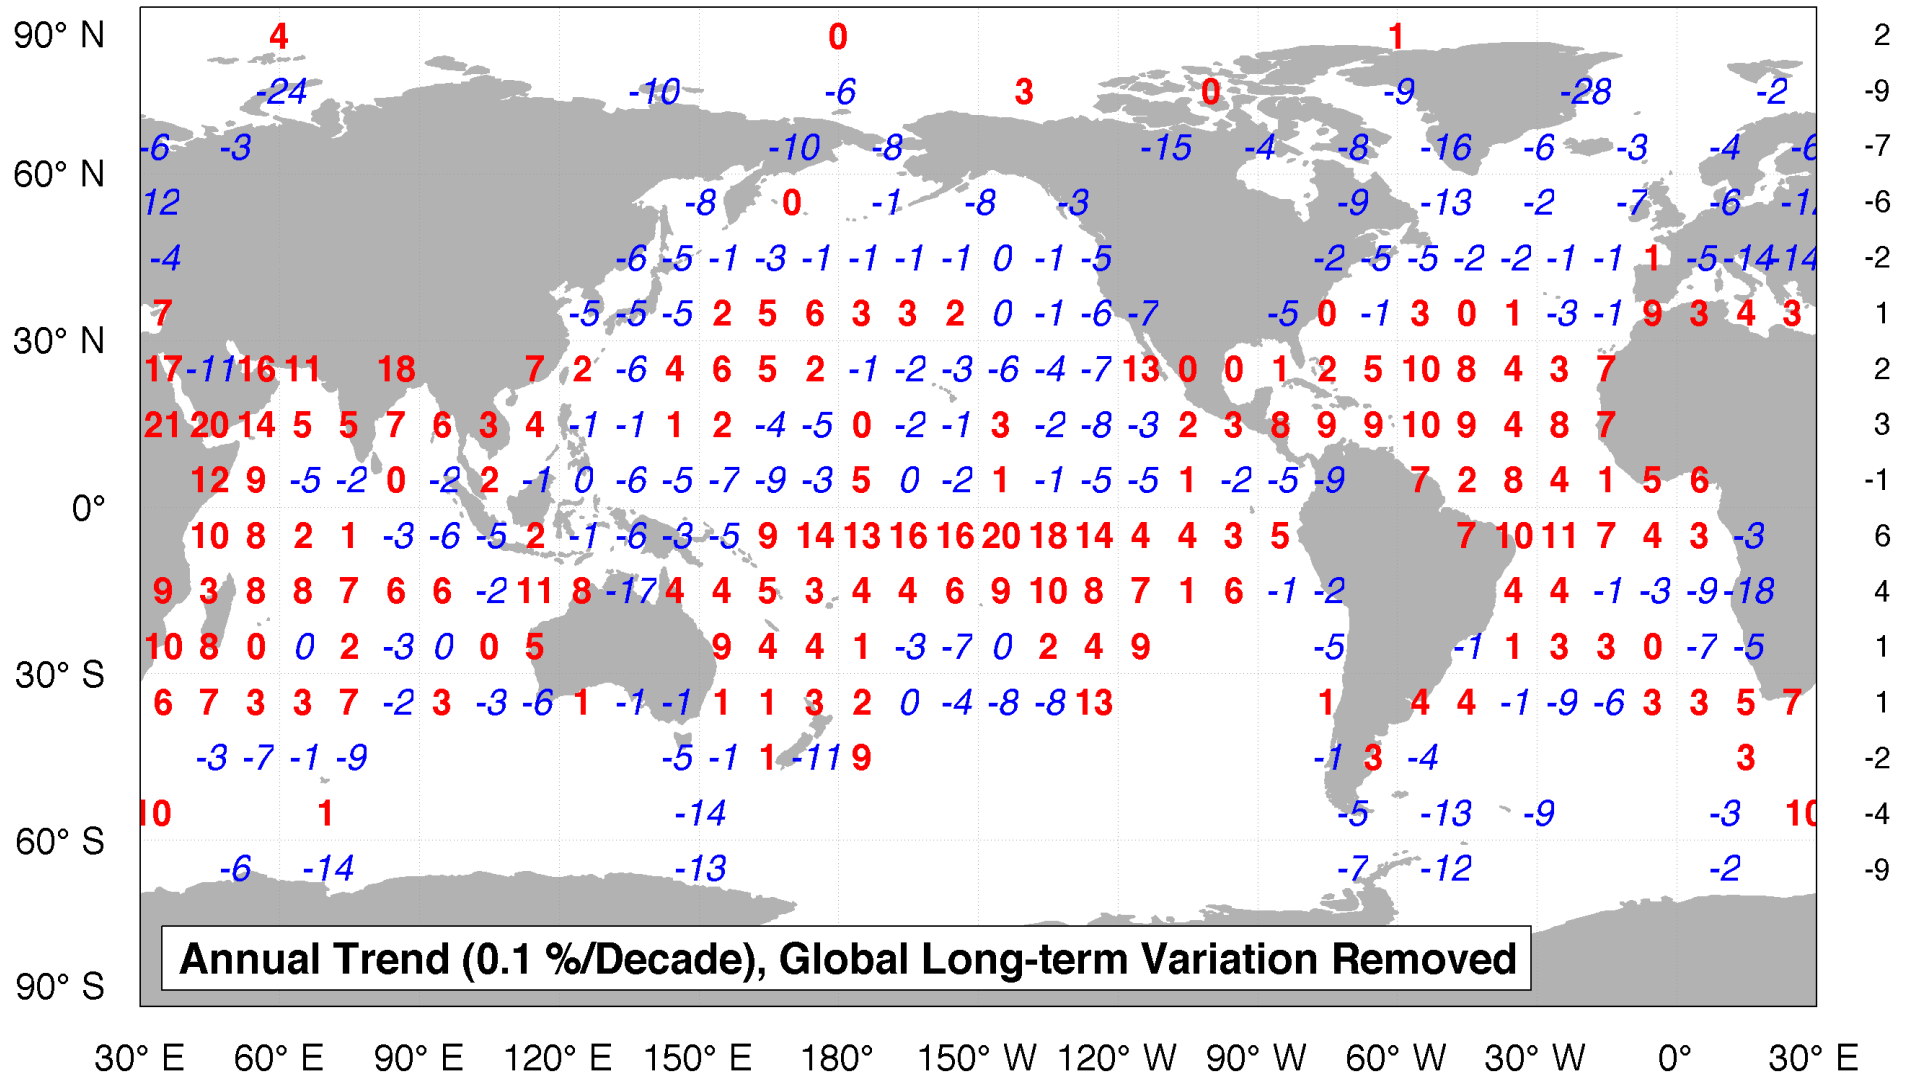 90° N 4 0 1 2
-24 -10 -6 3 0 -9 -28 -2 -9
-6 -3 -10 -8 -15 -4 -8 -16 -6 -3 -4 -6 -7
60° N
12 -8 0 -1 -8 -3 -9 -13 -2 -7 -6 -1 -6
-4 -6 -5 -1 -3 -1 -1 -1 -1 0 -1 -5 -2 -5 -5 -2 -2 -1 -1 1 -5 -14 -14 -2
7 -5 -5 -5 2 5 6 3 3 2 0 -1 -6 -7 -5 0 -1 3 0 1 -3 -1 9 3 4 3 1
30° N
17 -11 16 11 18 7 2 -6 4 6 5 2 -1 -2 -3 -6 -4 -7 13 0 0 1 2 5 10 8 4 3 7 2
21 20 14 5 5 7 6 3 4 -1 -1 1 2 -4 -5 0 -2 -1 3 -2 -8 -3 2 3 8 9 9 10 9 4 8 7 3
12 9 -5 -2 0 -2 2 -1 0 -6 -5 -7 -9 -3 5 0 -2 1 -1 -5 -5 1 -2 -5 -9 7 2 8 4 1 5 6 -1
0°
10 8 2 1 -3 -6 -5 2 -1 -6 -3 -5 9 14 13 16 16 20 18 14 4 4 3 5 7 10 11 7 4 3 -3 6
9 3 8 8 7 6 6 -2 11 8 -17 4 4 5 3 4 4 6 9 10 8 7 1 6 -1 -2 4 4 -1 -3 -9 -18 4
10 8 0 0 2 -3 0 0 5 9 4 4 1 -3 -7 0 2 4 9 -5 -1 1 3 3 0 -7 -5 1
30° S
6 7 3 3 7 -2 3 -3 -6 1 -1 -1 1 1 3 2 0 -4 -8 -8 13 1 4 4 -1 -9 -6 3 3 5 7 1
-3 -7 -1 -9 -5 -1 1 -11 9 -1 3 -4 3 -2
10 1 -14 -5 -13 -9 -3 10 -4
60° S
-6 -14 -13 -7 -12 -2 -9
Annual Trend (0.1 %/Decade), Global Long-term Variation Removed
90° S
30° E 60° E 90° E 120° E 150° E 180° 150° W 120° W 90° W 60° W 30° W 0° 30° E